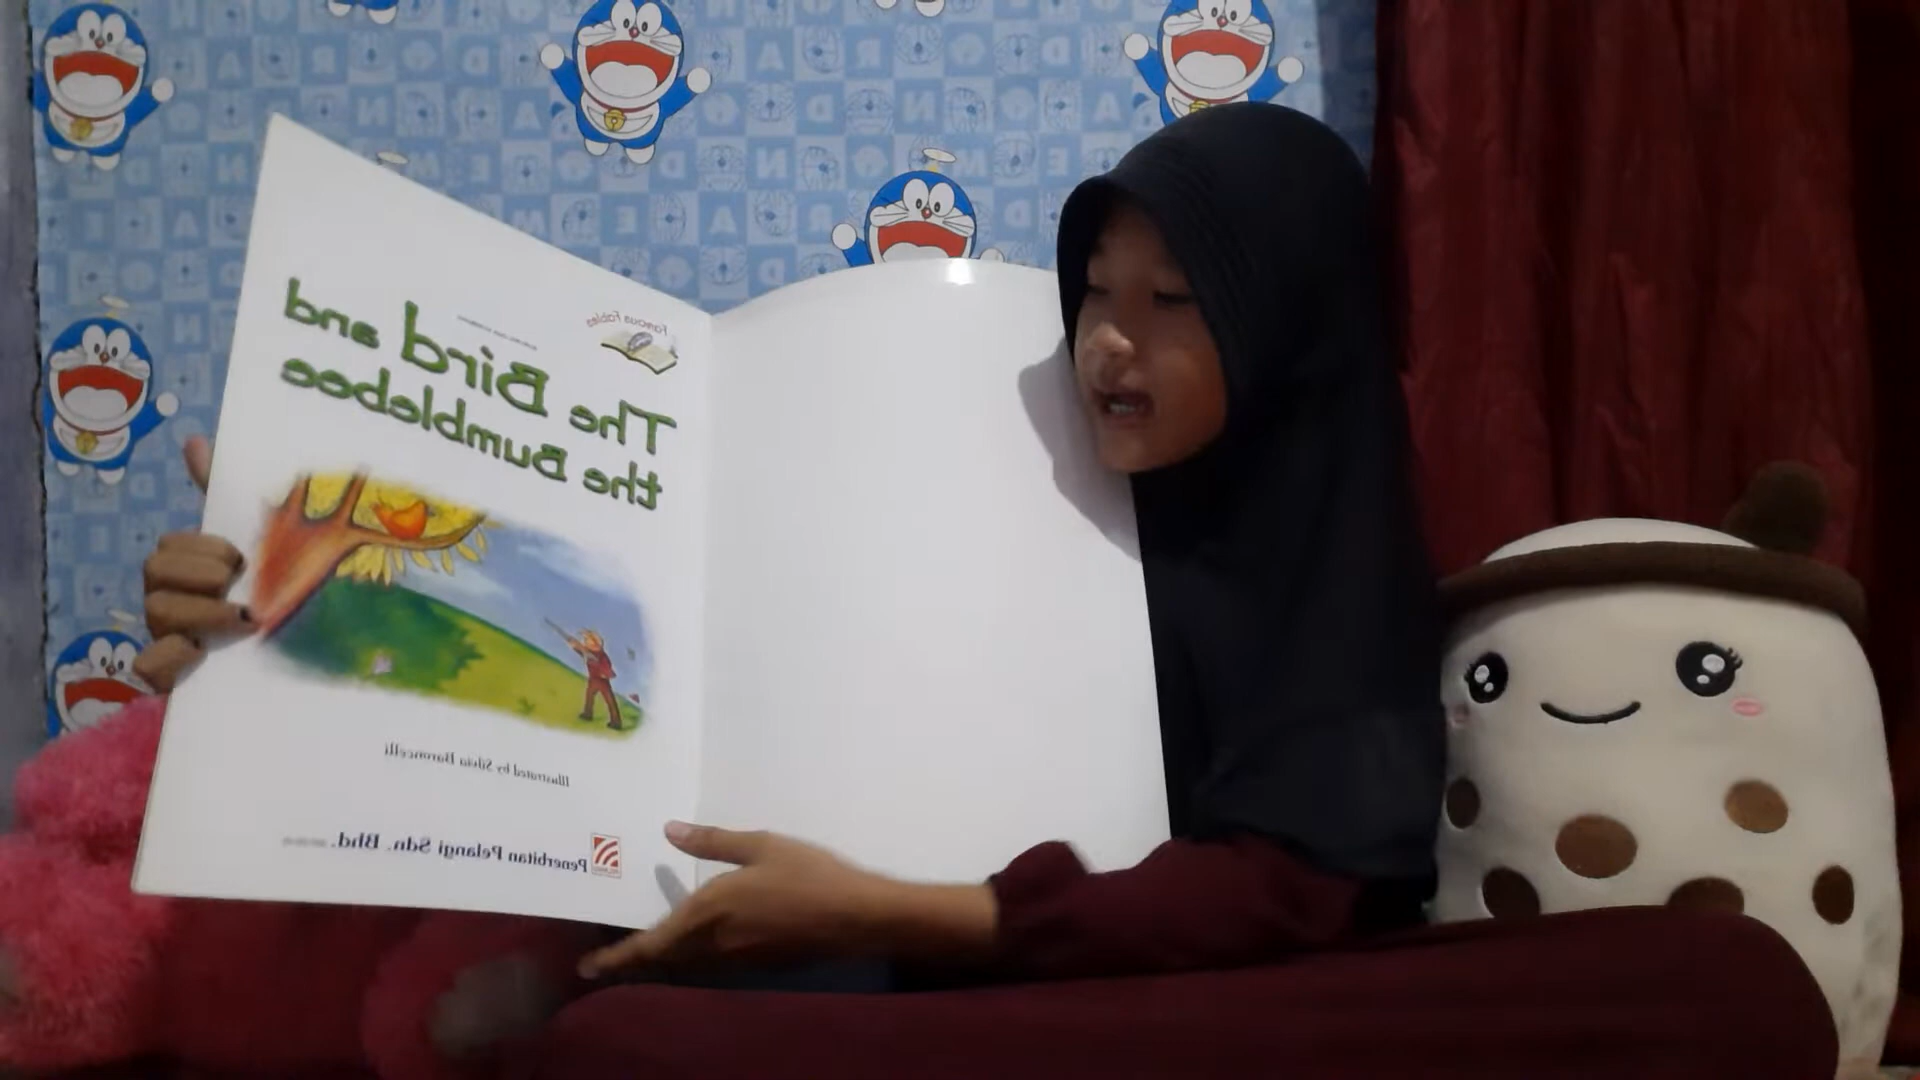 Famous Fables
The Bird and
the Bumblebee
Illustrated by Silvia Baroncelli
Penerbitan Pelangi Sdn. Bhd.